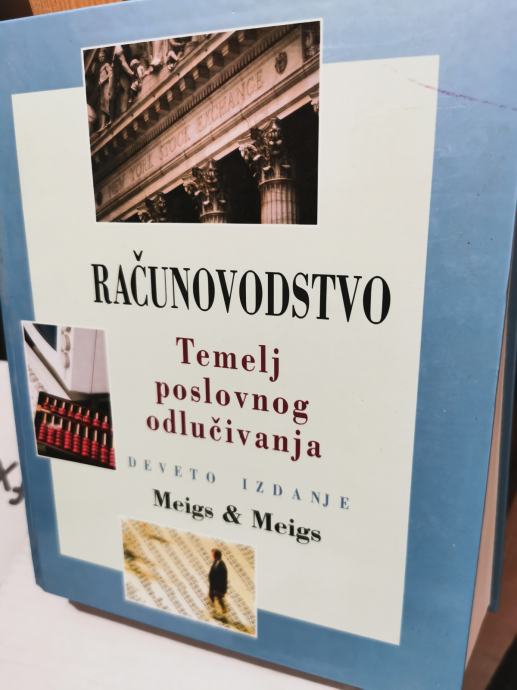 NEW YORK STOCK EXCHANGE
RAČUNOVODSTVO
Temelj
poslovnog
odlučivanja
DEVETO IZDANJE
Meigs & Meigs